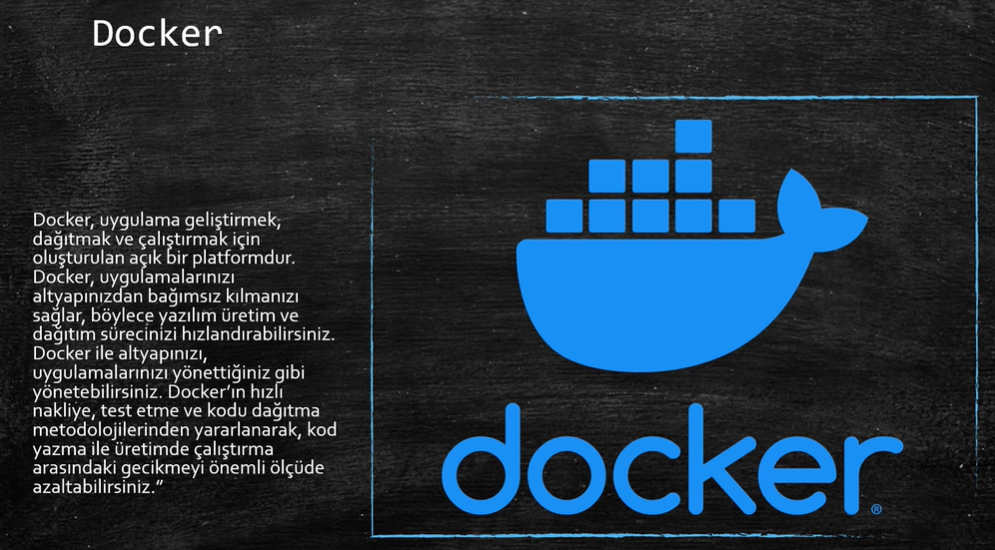 Docker
Docker, uygulama geliştirmek,
dağıtmak ve çalıştırmak için
oluşturulan açık bir platformdur.
Docker, uygulamalarınızı
altyapınızdan bağımsız kılmanızı
sağlar, böylece yazılım üretim ve
dağıtım sürecinizi hızlandırabilirsiniz.
Docker ile altyapınızı,
uygulamalarınızı yönettiğiniz gibi
yönetebilirsiniz. Docker’ın hızlı
nakliye, test etme ve kodu dağıtma
metodolojilerinden yararlanarak, kod
yazma ile üretimde çalıştırma
arasındaki gecikmeyi önemli ölçüde
azaltabilirsiniz.”
docker®